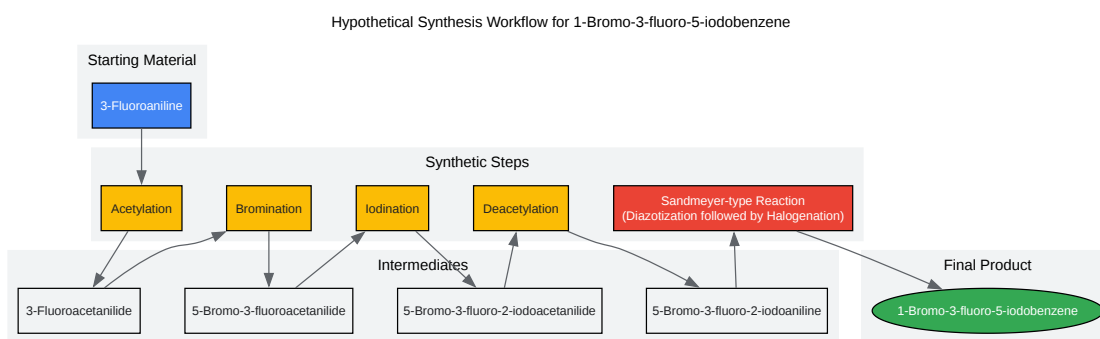 Hypothetical Synthesis Workflow for 1-Bromo-3-fluoro-5-iodobenzene
Starting Material
3-Fluoroaniline
Synthetic Steps
Acetylation
Bromination
Iodination
Deacetylation
Sandmeyer-type Reaction
(Diazotization followed by Halogenation)
Intermediates
3-Fluoroacetanilide
5-Bromo-3-fluoroacetanilide
5-Bromo-3-fluoro-2-iodoacetanilide
5-Bromo-3-fluoro-2-iodoaniline
Final Product
1-Bromo-3-fluoro-5-iodobenzene